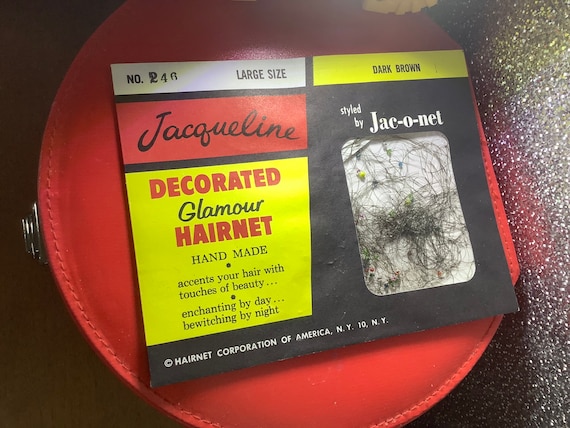 NO. 246 LARGE SIZE
DARK BROWN
Jacqueline
styled
by Jac-o-net
DECORATED
Glamour
HAIRNET
HAND MADE
•
accents your hair with
touches of beauty...
•
enchanting by day...
bewitching by night
© HAIRNET CORPORATION OF AMERICA, N.Y. 10, N.Y.